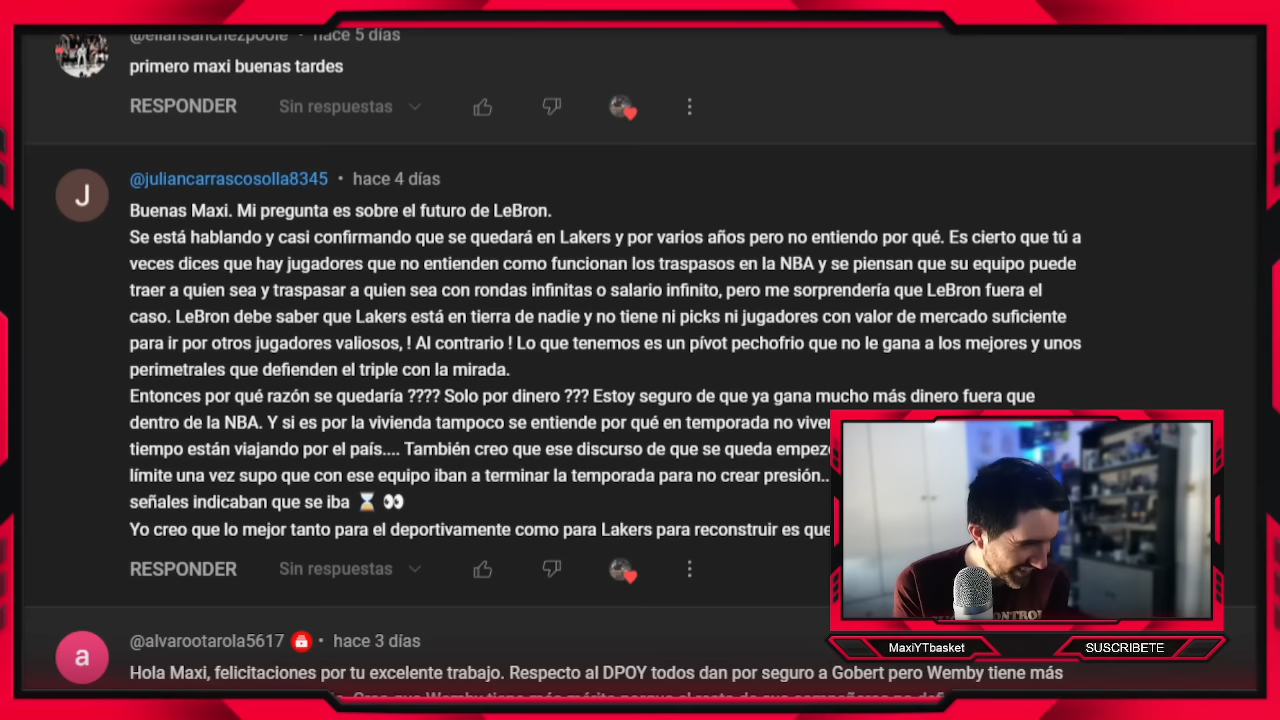 @eliansanchezpoole • hace 5 días
primero maxi buenas tardes
RESPONDER Sin respuestas
J
@juliancarrascosolla8345 • hace 4 días
Buenas Maxi. Mi pregunta es sobre el futuro de LeBron.
Se está hablando y casi confirmando que se quedará en Lakers y por varios años pero no entiendo por qué. Es cierto que tú a
veces dices que hay jugadores que no entienden como funcionan los traspasos en la NBA y se piensan que su equipo puede
traer a quien sea y traspasar a quien sea con rondas infinitas o salario infinito, pero me sorprendería que LeBron fuera el
caso. LeBron debe saber que Lakers está en tierra de nadie y no tiene ni picks ni jugadores con valor de mercado suficiente
para ir por otros jugadores valiosos, ! Al contrario ! Lo que tenemos es un pívot pechofrio que no le gana a los mejores y unos
perimetrales que defienden el triple con la mirada.
Entonces por qué razón se quedaría ???? Solo por dinero ??? Estoy seguro de que ya gana mucho más dinero fuera que
dentro de la NBA. Y si es por la vivienda tampoco se entiende por qué en temporada no viven
tiempo están viajando por el país.... También creo que ese discurso de que se queda empezó
límite una vez supo que con ese equipo iban a terminar la temporada para no crear presión..
señales indicaban que se iba ⌛ 👀
Yo creo que lo mejor tanto para el deportivamente como para Lakers para reconstruir es que
RESPONDER Sin respuestas
a
@alvarootarola5617 • hace 3 días
Hola Maxi, felicitaciones por tu excelente trabajo. Respecto al DPOY todos dan por seguro a Gobert pero Wemby tiene más
CONTROL
MaxiYTbasket
SUSCRIBETE